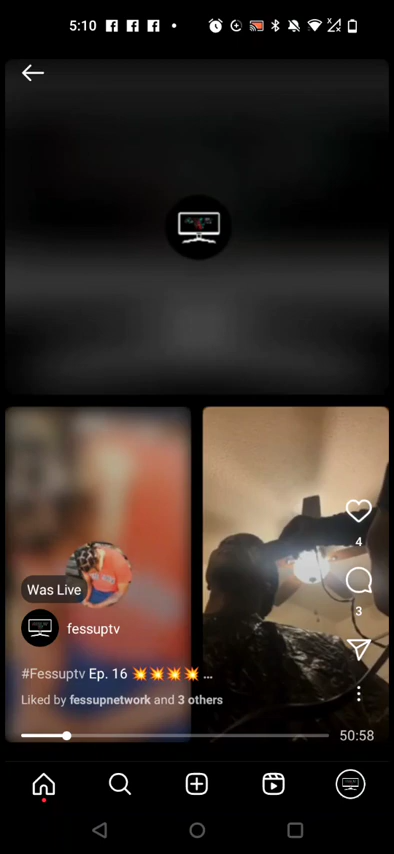 5:10
Was Live
fessuptv
#Fessuptv Ep. 16 💥💥💥💥 ...
Liked by fessupnetwork and 3 others
4
3
50:58